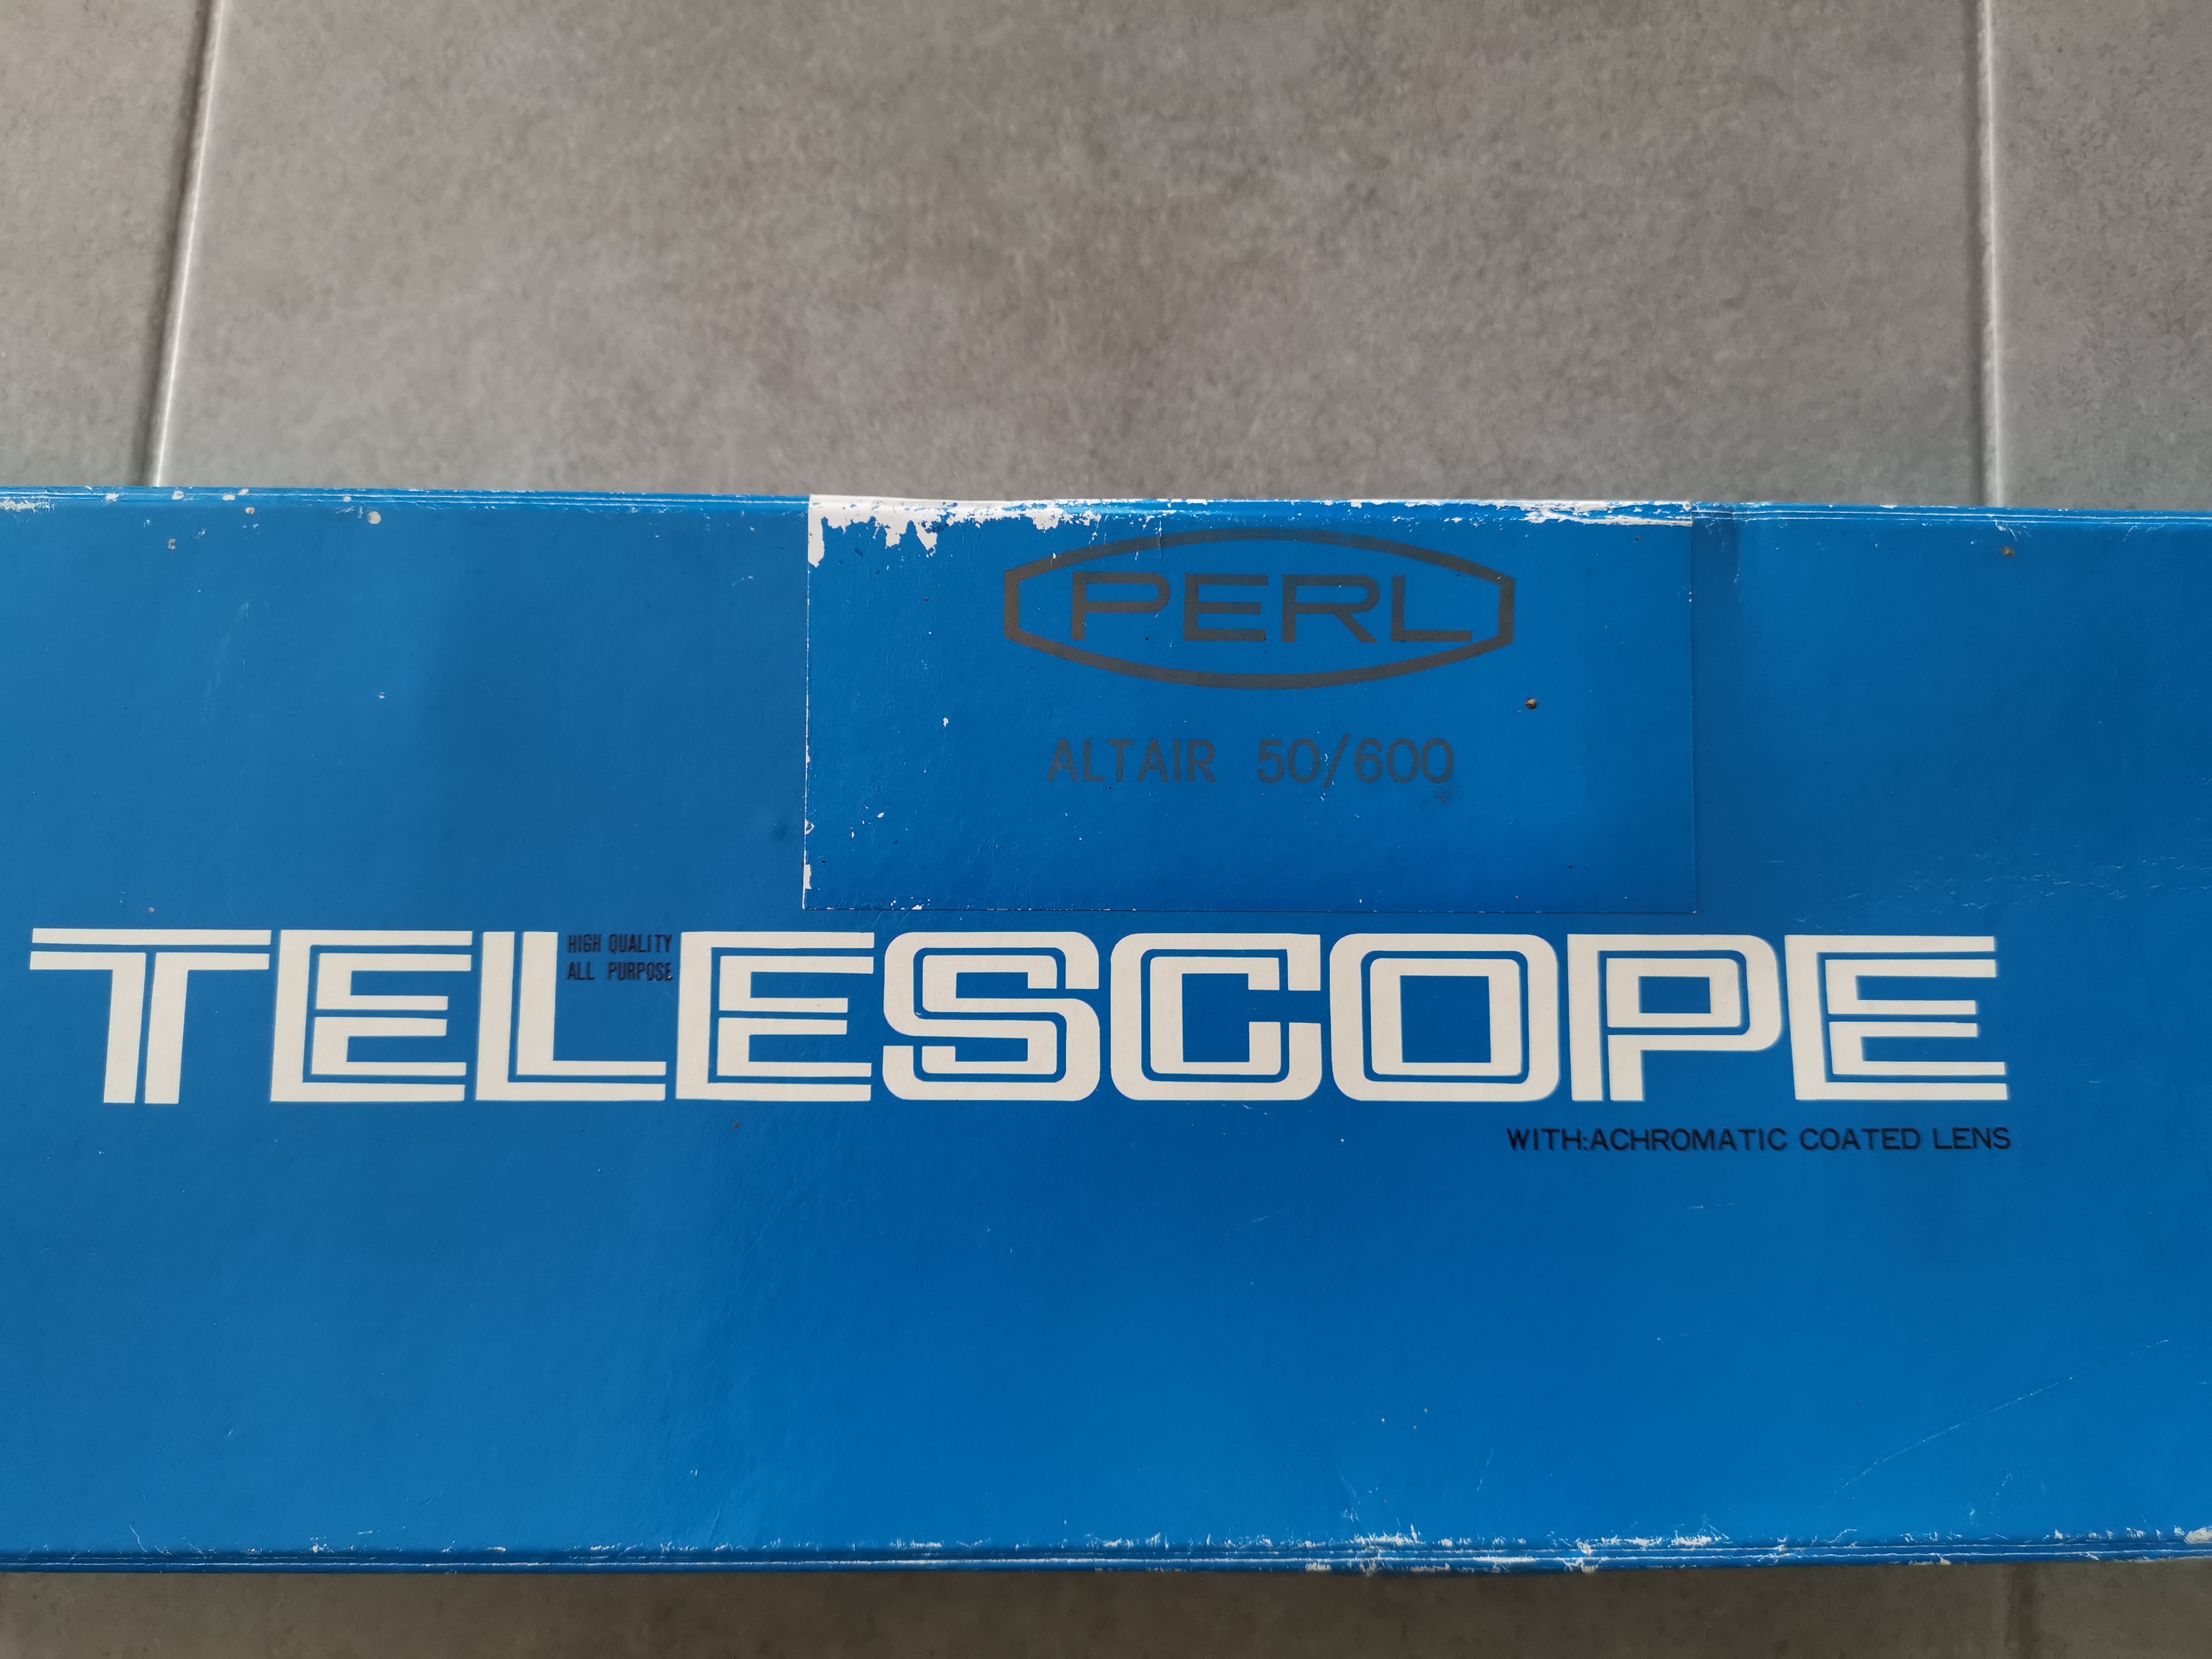 PERL
ALTAIR 50/600
HIGH QUALITY
ALL PURPOSE
TELESCOPE
WITH:ACHROMATIC COATED LENS